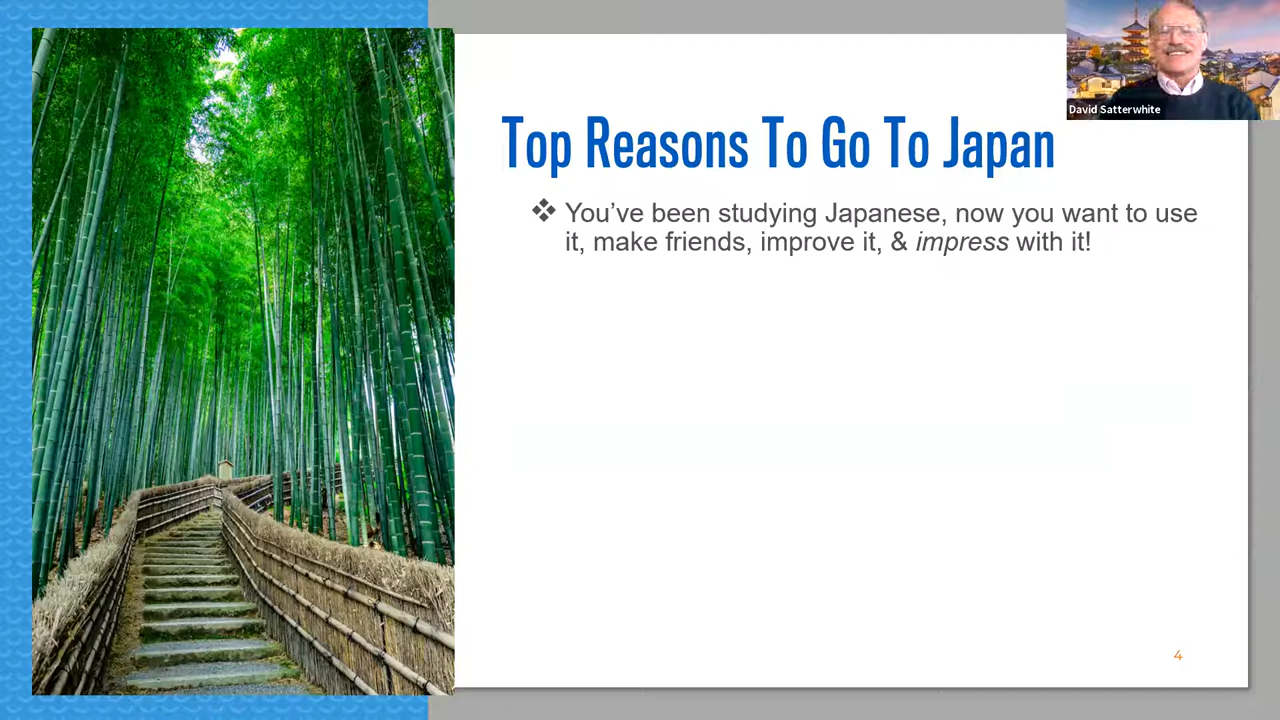 David Satterwhite
Top Reasons To Go To Japan
❖ You’ve been studying Japanese, now you want to use
it, make friends, improve it, & impress with it!
4